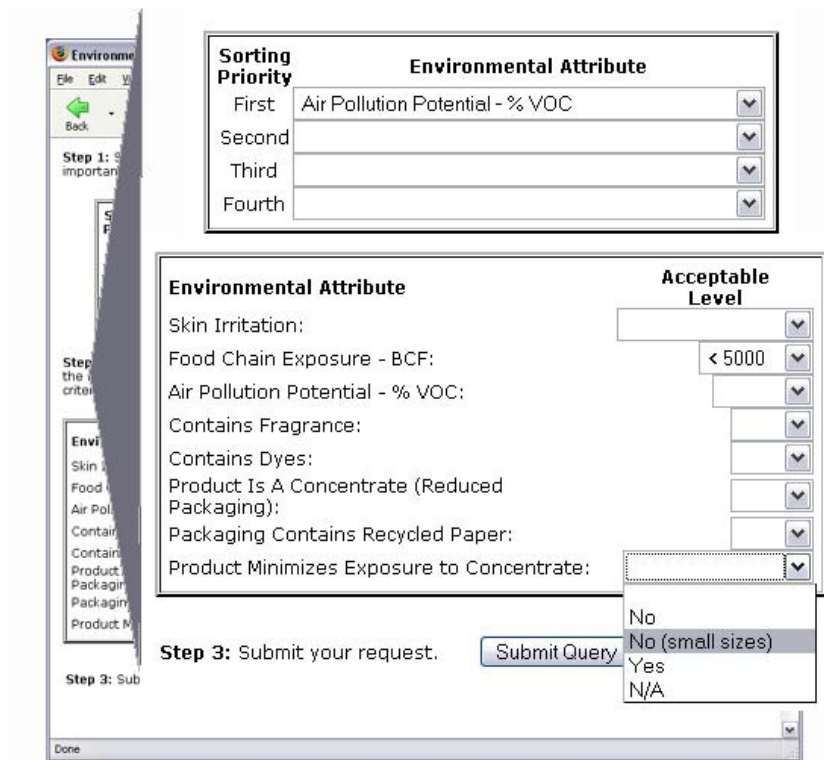 Environme
File Edit Vi
Back
Step 1: S
importan
Step
the
criter
Envi
Skin I
Food
Air Pol
Contain
Contain
Product
Packagin
Packagin
Product M
Step 3: Sub
Done
Sorting Priority Environmental Attribute
First Air Pollution Potential - % VOC
Second
Third
Fourth
Environmental Attribute Acceptable Level
Skin Irritation:
Food Chain Exposure - BCF: < 5000
Air Pollution Potential - % VOC:
Contains Fragrance:
Contains Dyes:
Product Is A Concentrate (Reduced
Packaging):
Packaging Contains Recycled Paper:
Product Minimizes Exposure to Concentrate:
No
No (small sizes)
Yes
N/A
Step 3: Submit your request. Submit Query